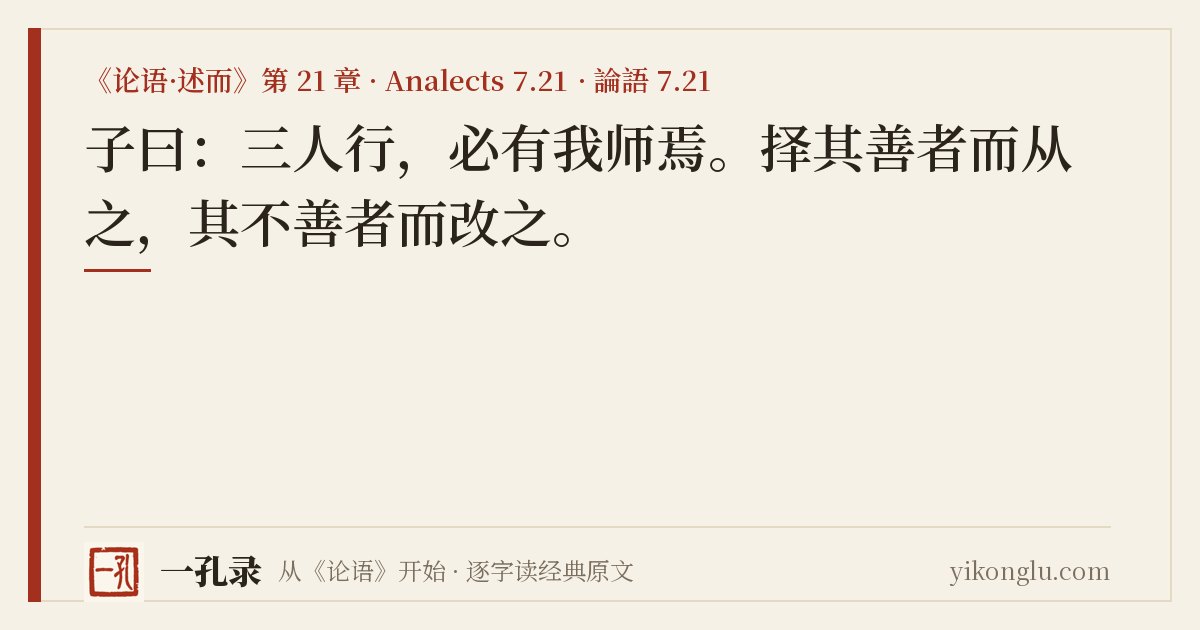 《论语·述而》第 21 章 · Analects 7.21 · 論語 7.21
子曰：三人行，必有我师焉。择其善者而从
之，其不善者而改之。
一孔
一孔录 从《论语》开始 · 逐字读经典原文 yikonglu.com